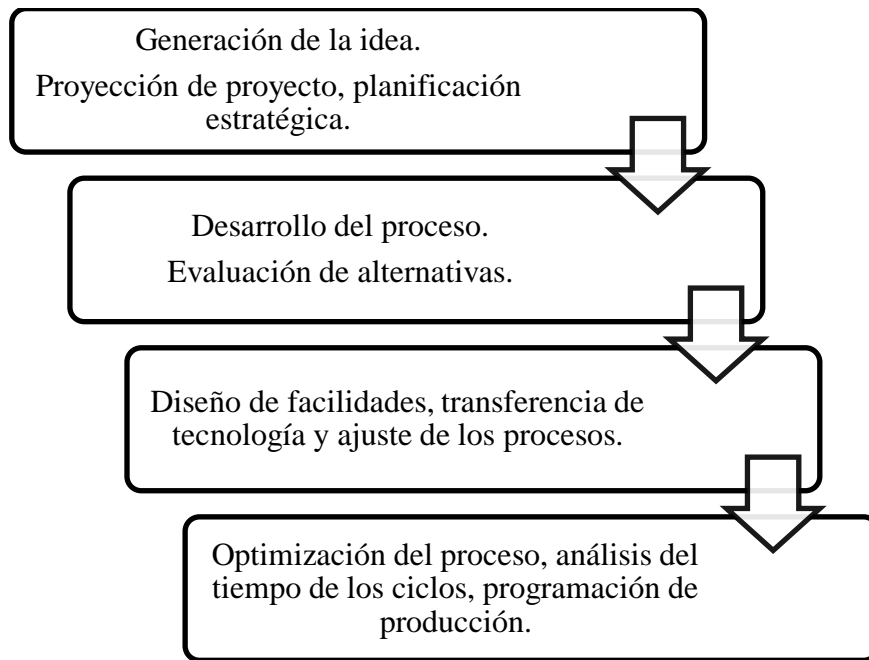 Generación de la idea.
Proyección de proyecto, planificación
estratégica.
Desarrollo del proceso.
Evaluación de alternativas.
Diseño de facilidades, transferencia de
tecnología y ajuste de los procesos.
Optimización del proceso, análisis del
tiempo de los ciclos, programación de
producción.